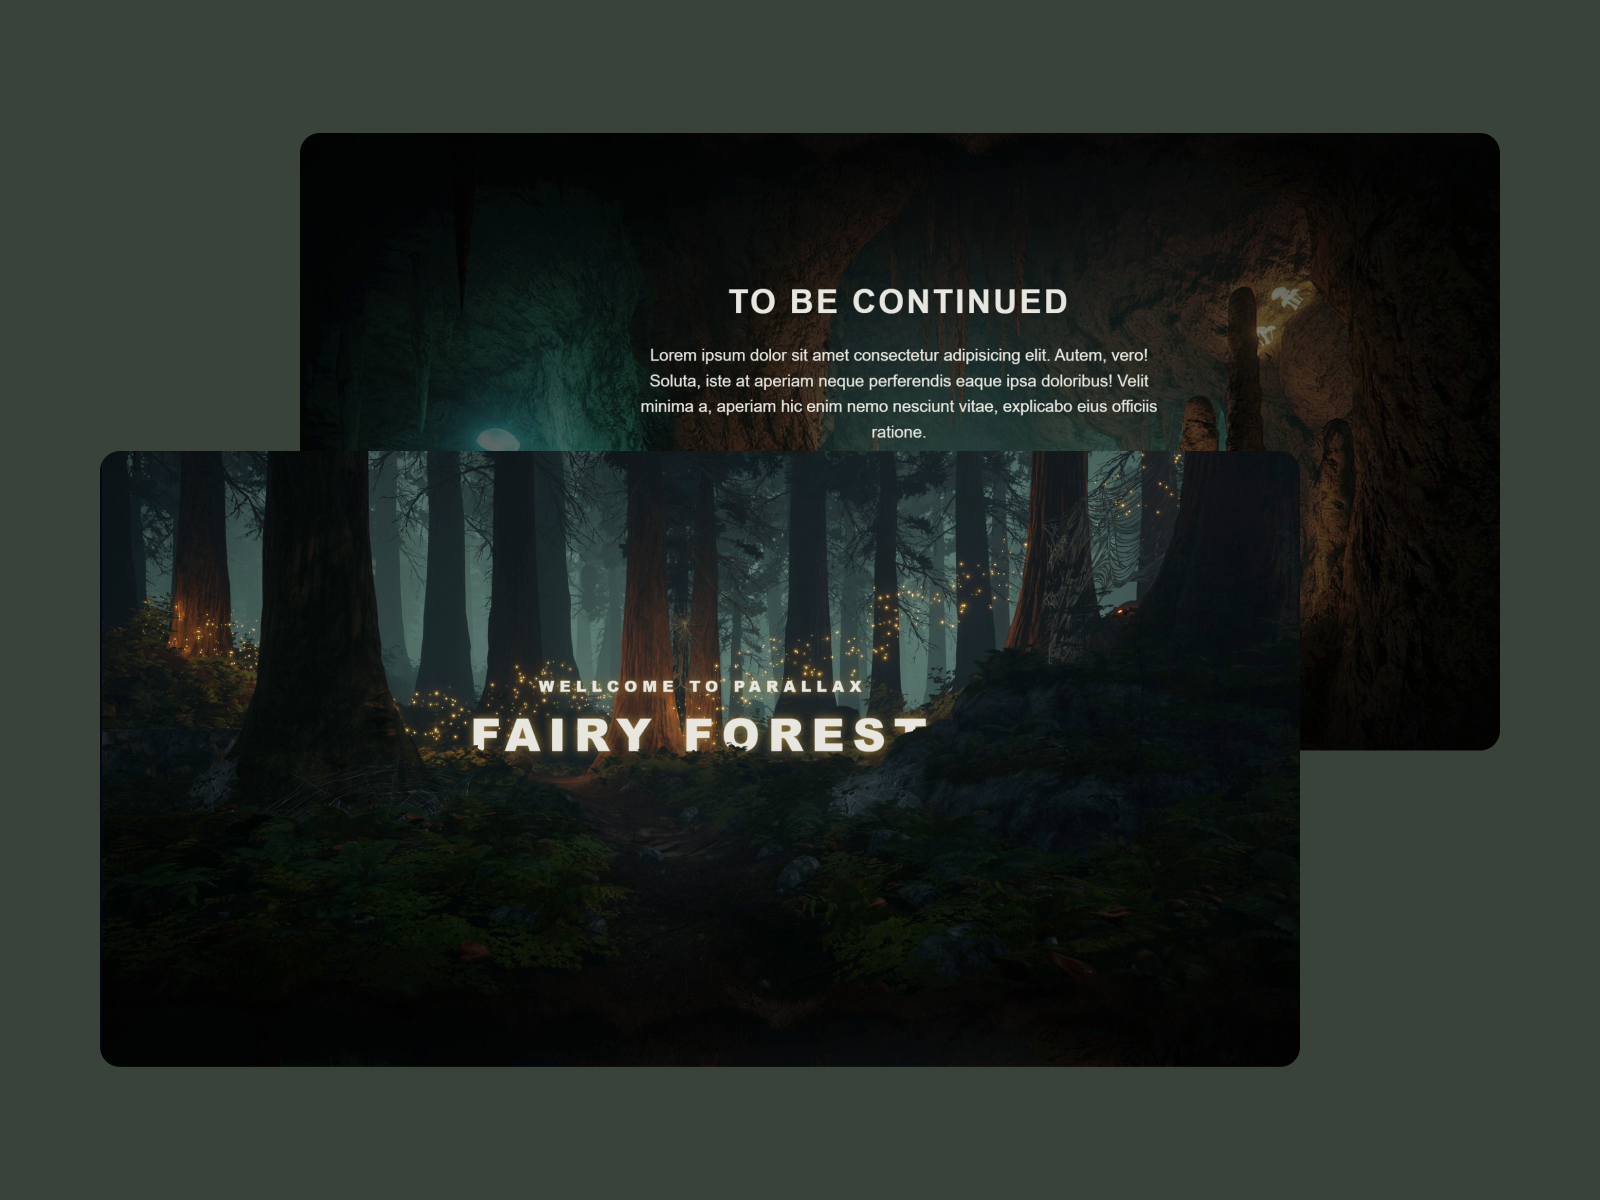 TO BE CONTINUED
Lorem ipsum dolor sit amet consectetur adipisicing elit. Autem, vero!
Soluta, iste at aperiam neque perferendis eaque ipsa doloribus! Velit
minima a, aperiam hic enim nemo nesciunt vitae, explicabo eius officiis
ratione.
WELLCOME TO PARALLAX
FAIRY FOREST